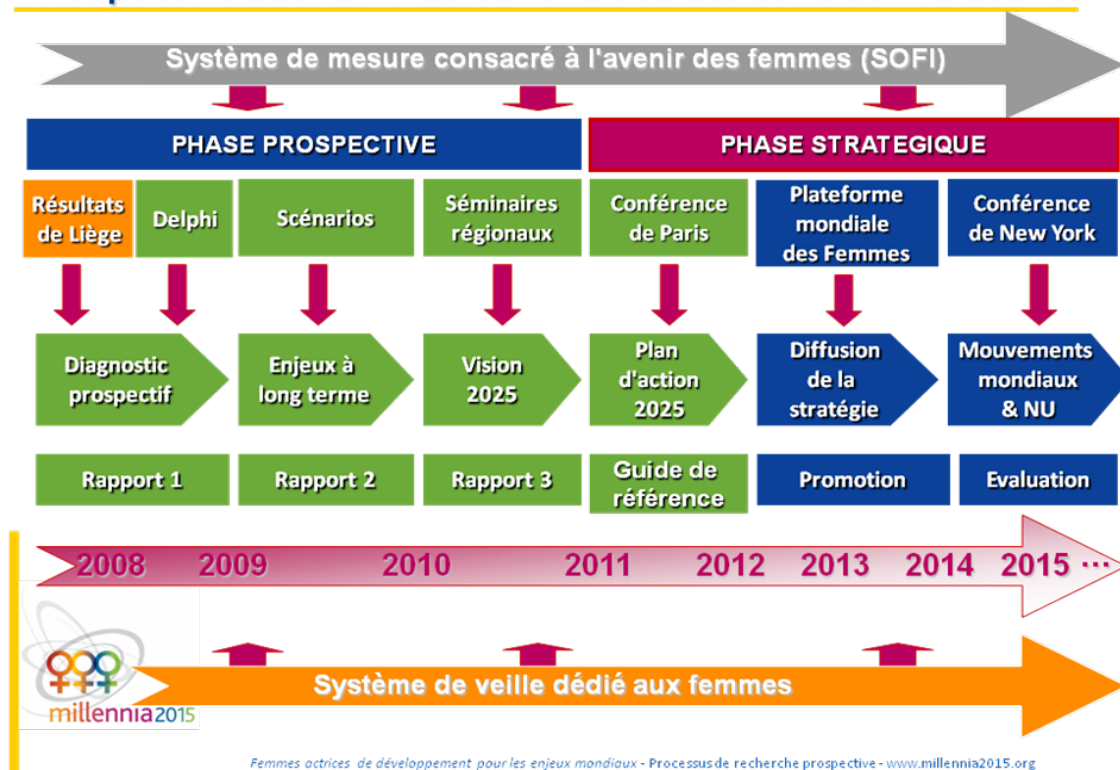 Système de mesure consacré à l'avenir des femmes (SOFI)
PHASE PROSPECTIVE
PHASE STRATEGIQUE
Résultats
de Liège
Delphi
Scénarios
Séminaires
régionaux
Conférence
de Paris
Plateforme
mondiale
des Femmes
Conférence
de New York
Diagnostic
prospectif
Enjeux à
long terme
Vision
2025
Plan
d'action
2025
Diffusion
de la
stratégie
Mouvements
mondiaux
& NU
Rapport 1
Rapport 2
Rapport 3
Guide de
référence
Promotion
Evaluation
2008 2009 2010 2011 2012 2013 2014 2015 ...
Système de veille dédié aux femmes
millennia2015
Femmes actrices de développement pour les enjeux mondiaux - Processus de recherche prospective - www.millennia2015.org